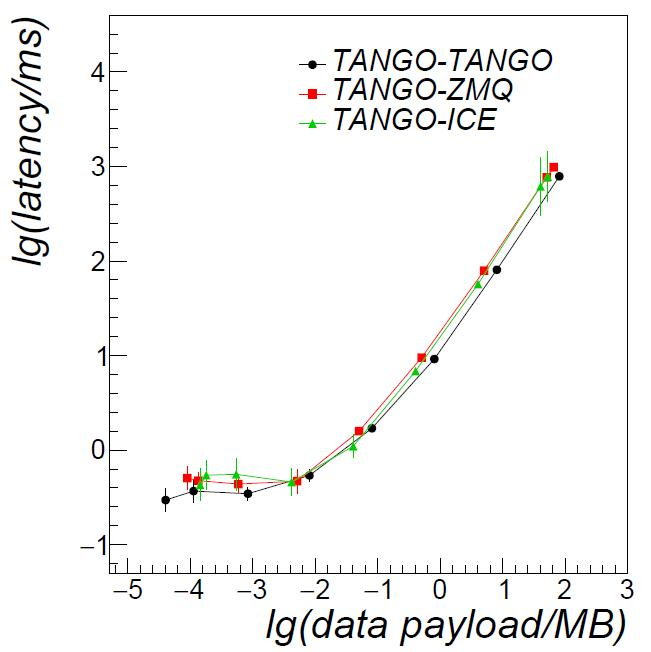 lg(latency/ms)
TANGO-TANGO
TANGO-ZMQ
TANGO-ICE
4
3
2
1
0
−1
−5 −4 −3 −2 −1 0 1 2 3
lg(data payload/MB)